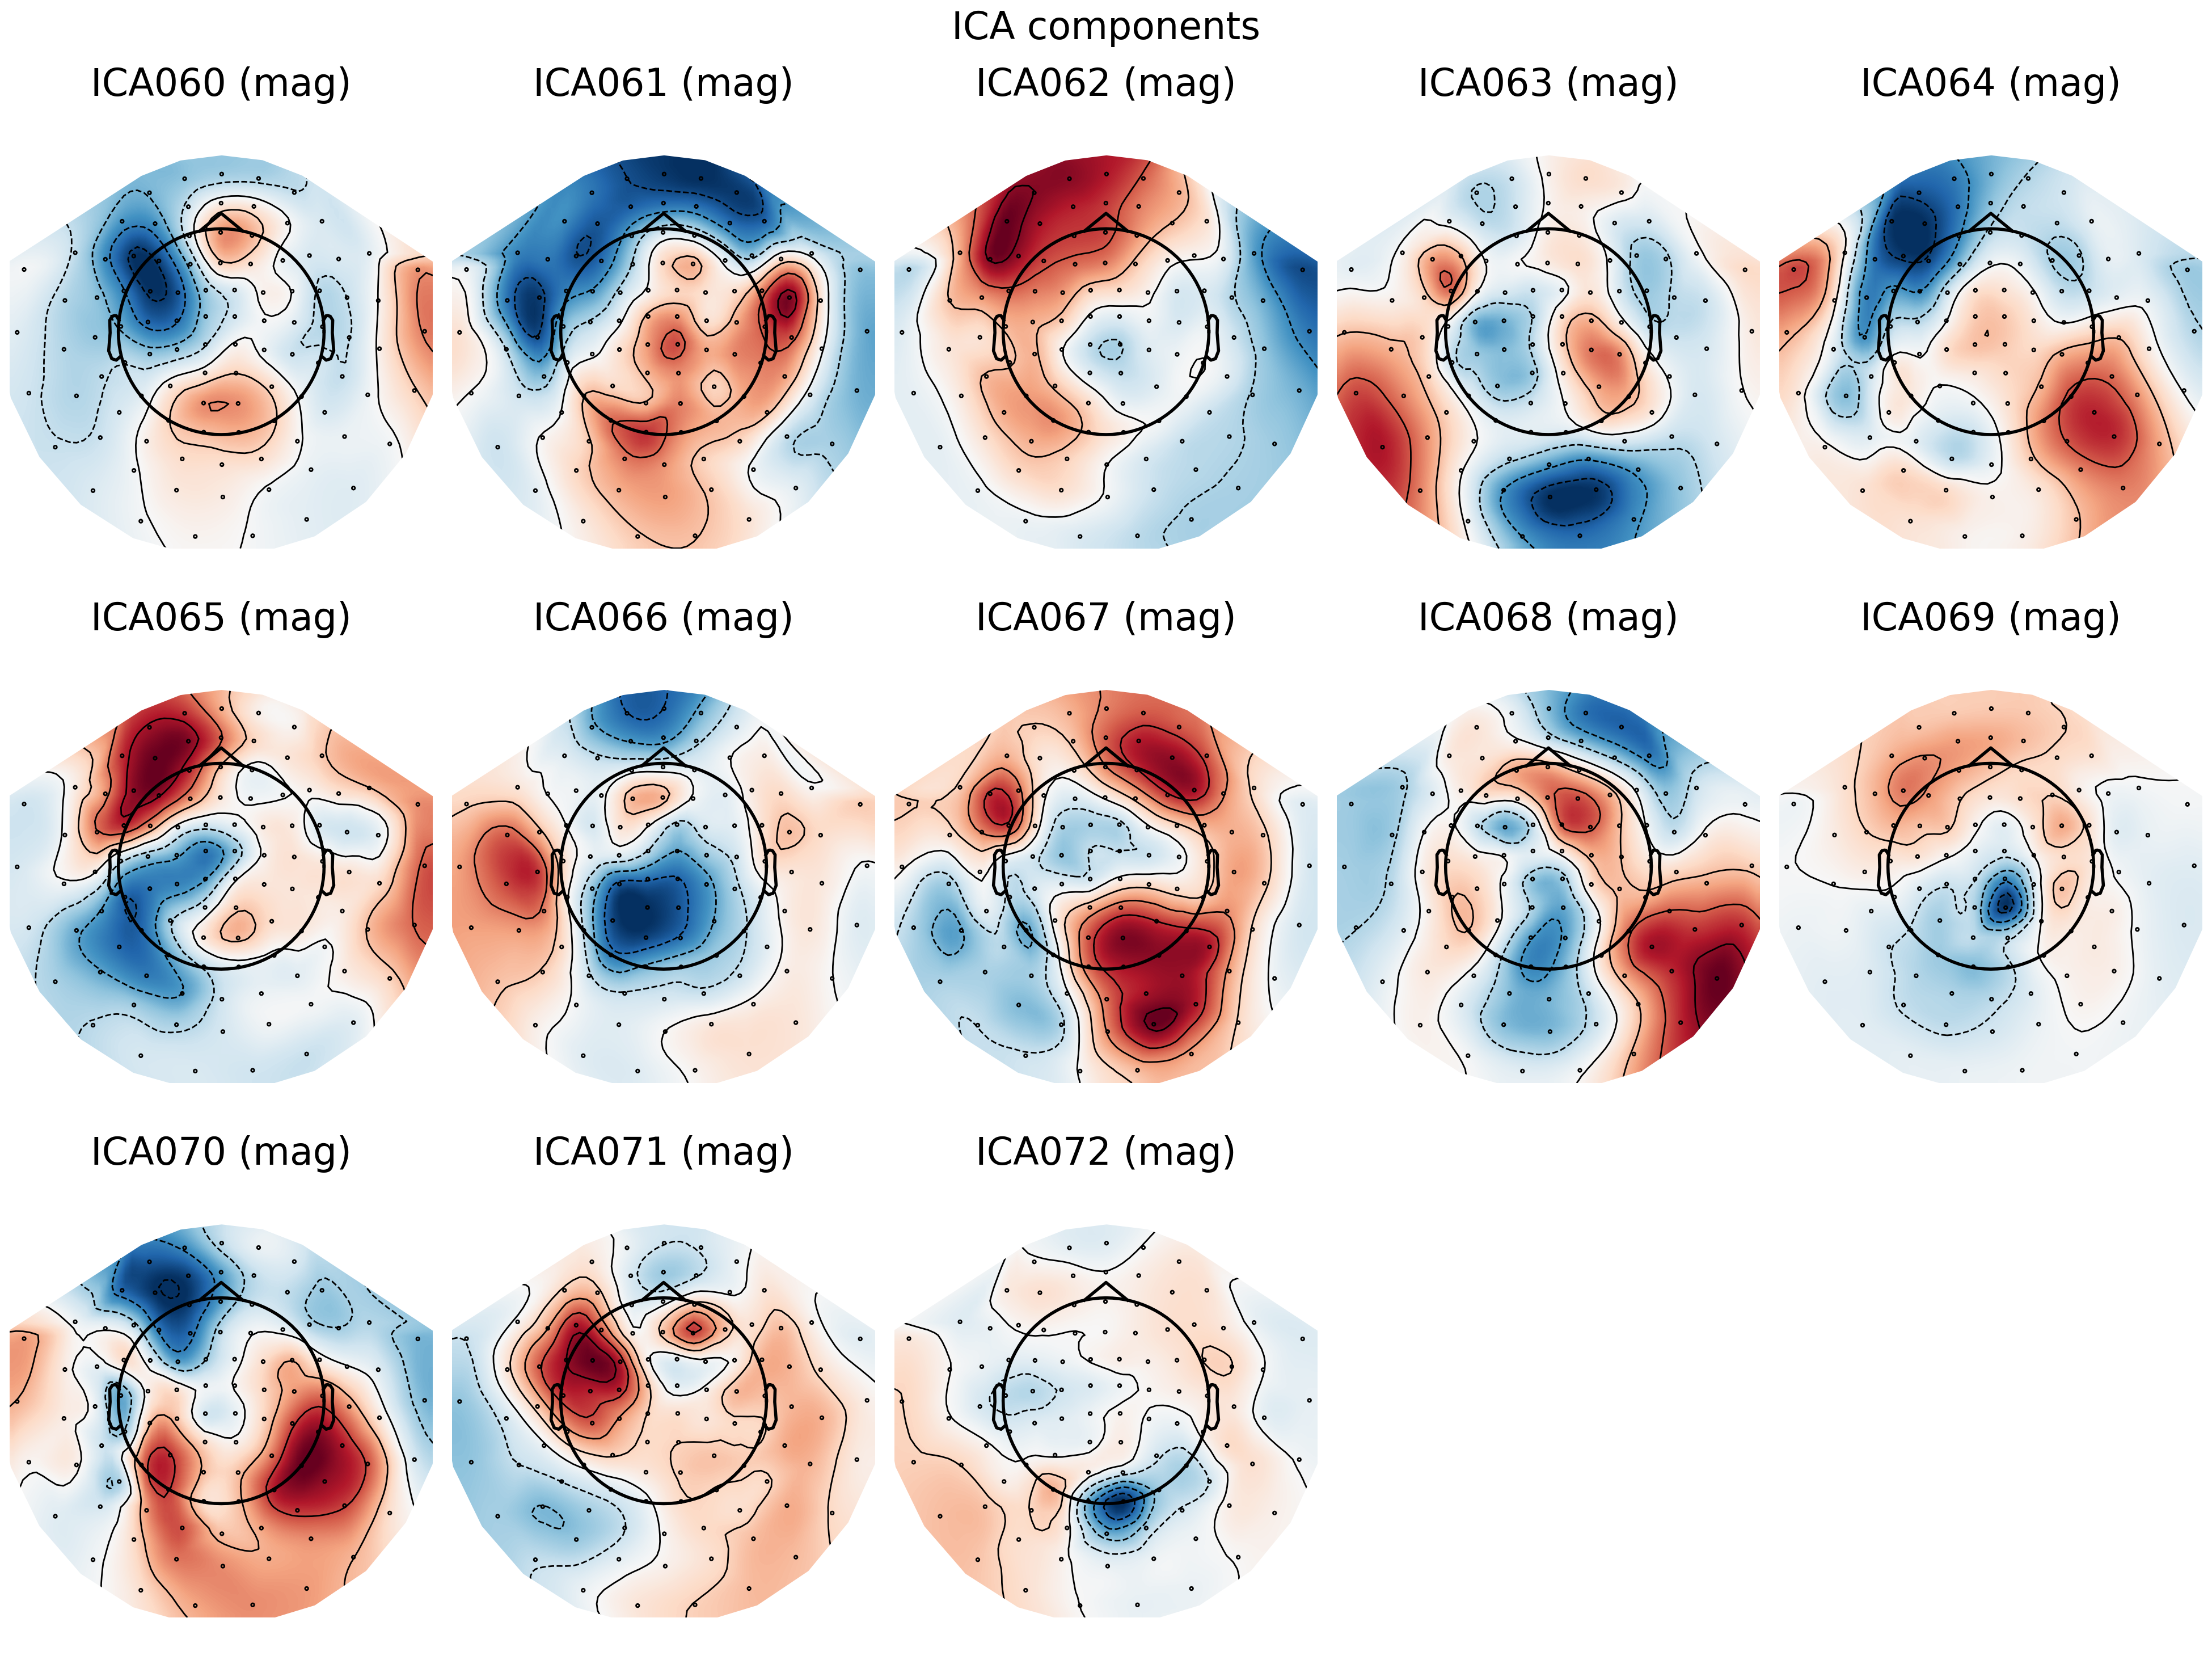 ICA components
ICA060 (mag)
ICA061 (mag)
ICA062 (mag)
ICA063 (mag)
ICA064 (mag)
ICA065 (mag)
ICA066 (mag)
ICA067 (mag)
ICA068 (mag)
ICA069 (mag)
ICA070 (mag)
ICA071 (mag)
ICA072 (mag)